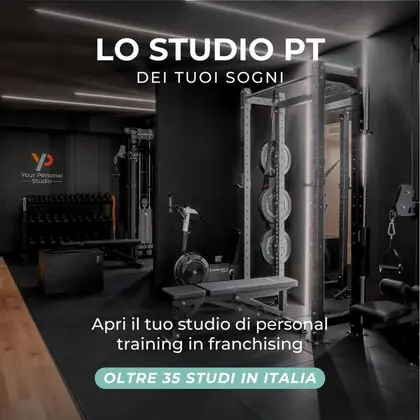 LO STUDIO PT
DEI TUOI SOGNI
YP
Your Personal
Studio
Apri il tuo studio di personal
training in franchising
OLTRE 35 STUDI IN ITALIA